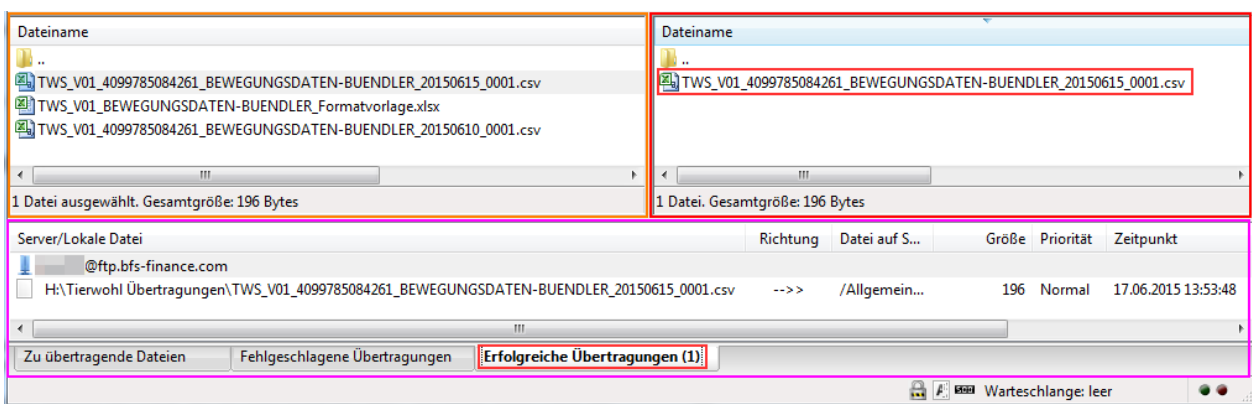 Dateiname
..
TWS_V01_4099785084261_BEWEGUNGSDATEN-BUENDLER_20150615_0001.csv
TWS_V01_BEWEGUNGSDATEN-BUENDLER_Formatvorlage.xlsx
TWS_V01_4099785084261_BEWEGUNGSDATEN-BUENDLER_20150610_0001.csv
1 Datei ausgewählt. Gesamtgröße: 196 Bytes
Dateiname
..
TWS_V01_4099785084261_BEWEGUNGSDATEN-BUENDLER_20150615_0001.csv
1 Datei. Gesamtgröße: 196 Bytes
Server/Lokale Datei Richtung Datei auf S... Größe Priorität Zeitpunkt
@ftp.bfs-finance.com
H:\Tierwohl Übertragungen\TWS_V01_4099785084261_BEWEGUNGSDATEN-BUENDLER_20150615_0001.csv -->> /Allgemein... 196 Normal 17.06.2015 13:53:48
Zu übertragende Dateien Fehlgeschlagene Übertragungen Erfolgreiche Übertragungen (1)
Warteschlange: leer